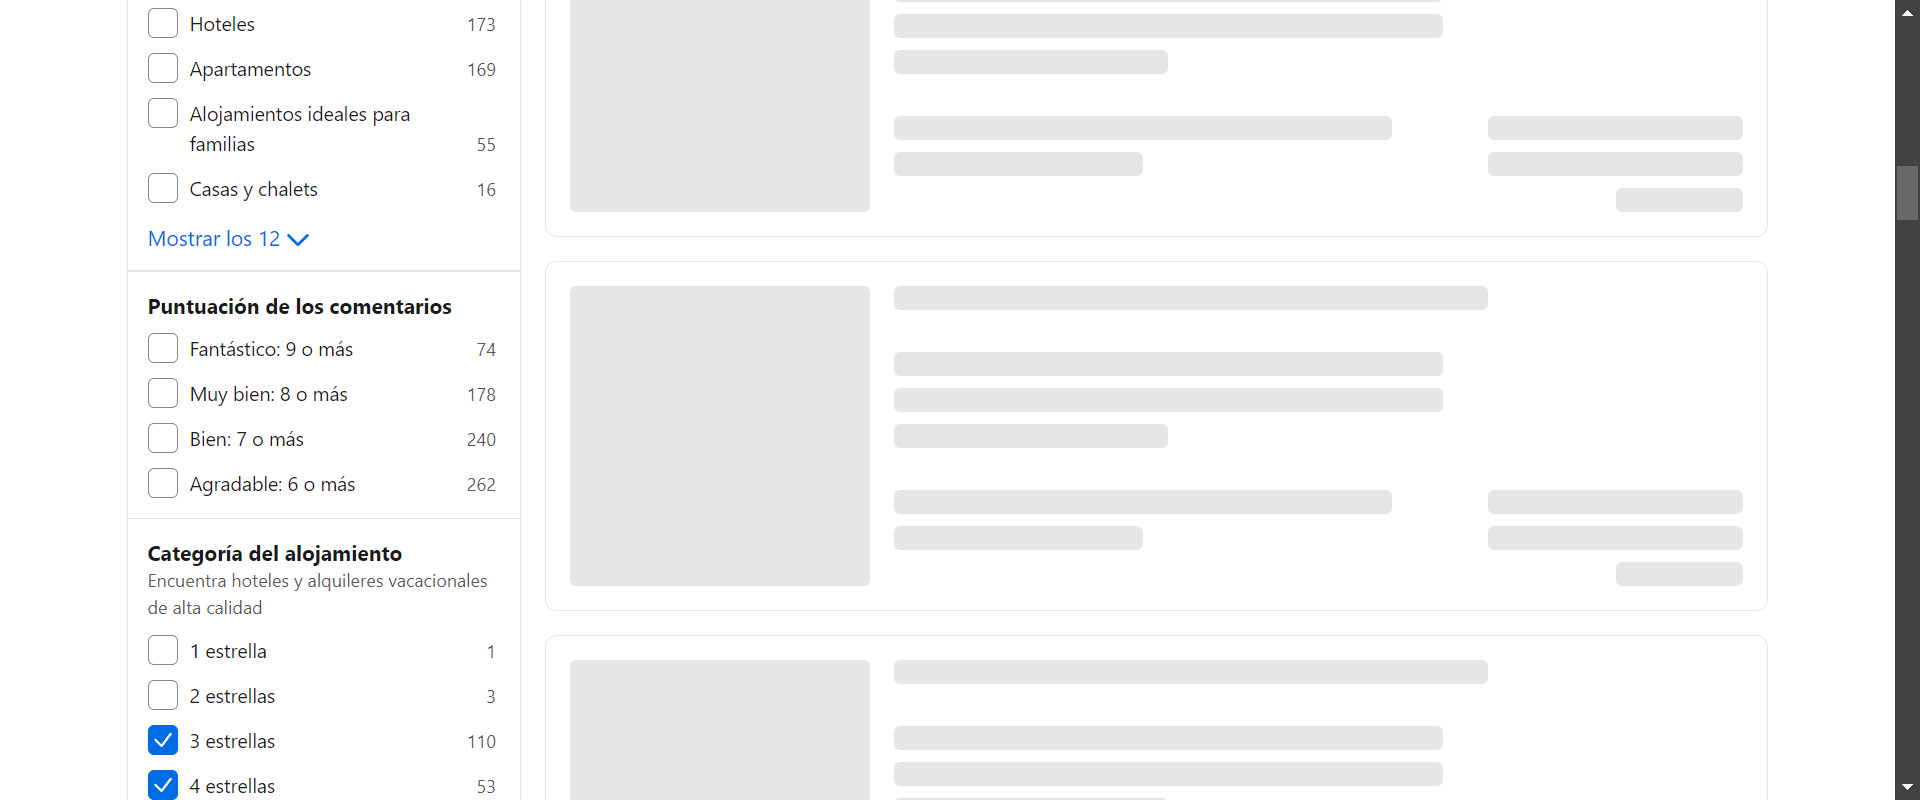 Hoteles 173
Apartamentos 169
Alojamientos ideales para
familias 55
Casas y chalets 16
Mostrar los 12
Puntuación de los comentarios
Fantástico: 9 o más 74
Muy bien: 8 o más 178
Bien: 7 o más 240
Agradable: 6 o más 262
Categoría del alojamiento
Encuentra hoteles y alquileres vacacionales
de alta calidad
1 estrella 1
2 estrellas 3
3 estrellas 110
4 estrellas 53